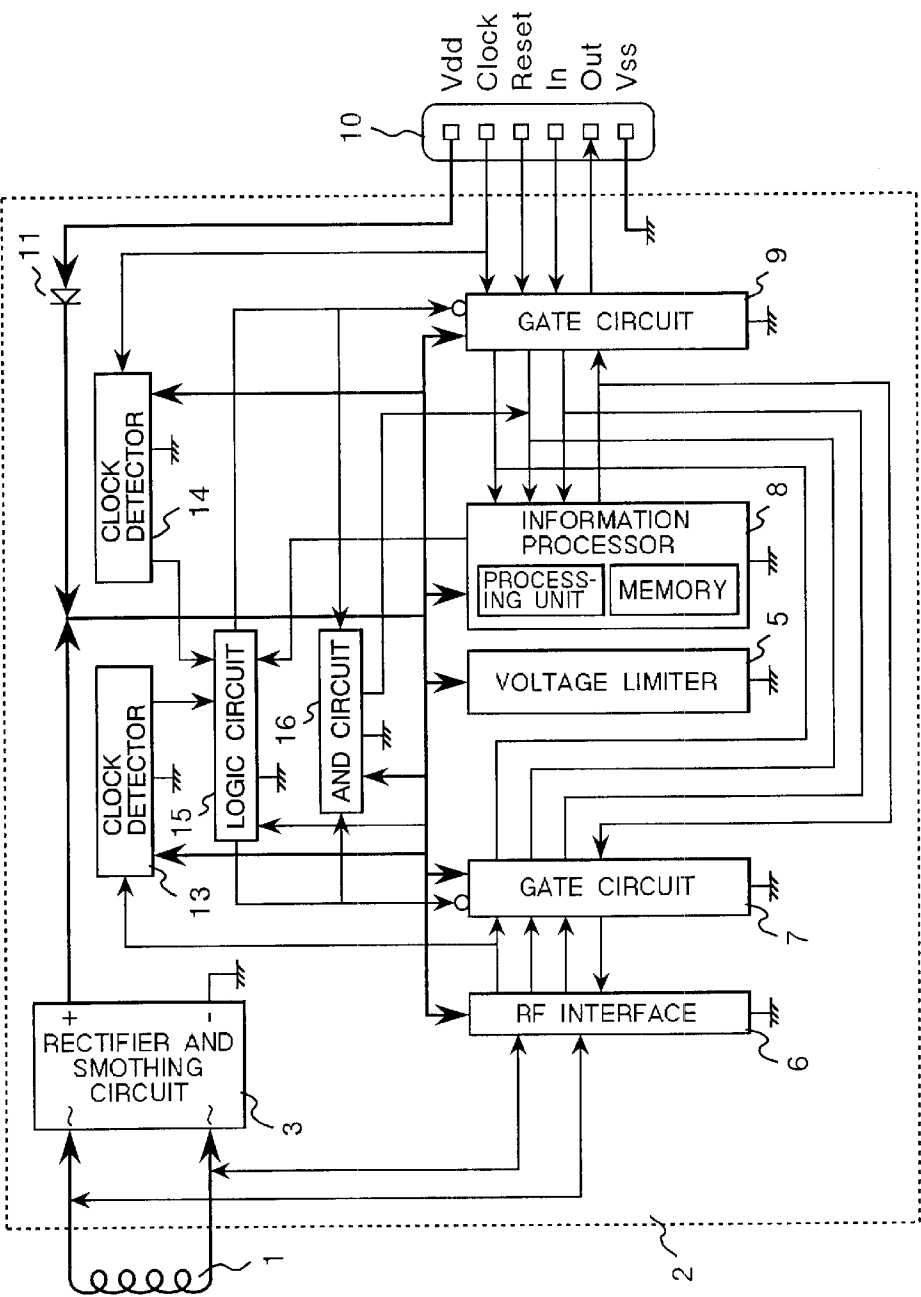 10
Vdd
Clock
Reset
In
Out
Vss
11
CLOCK
DETECTOR
14
GATE CIRCUIT
9
INFORMATION
PROCESSOR
PROCESS-
ING UNIT
MEMORY
8
CLOCK
DETECTOR
13
LOGIC CIRCUIT
15
AND CIRCUIT
16
VOLTAGE LIMITER
5
GATE CIRCUIT
7
+
-
RECTIFIER AND
SMOTHING
CIRCUIT
~
~
3
RF INTERFACE
6
1
2